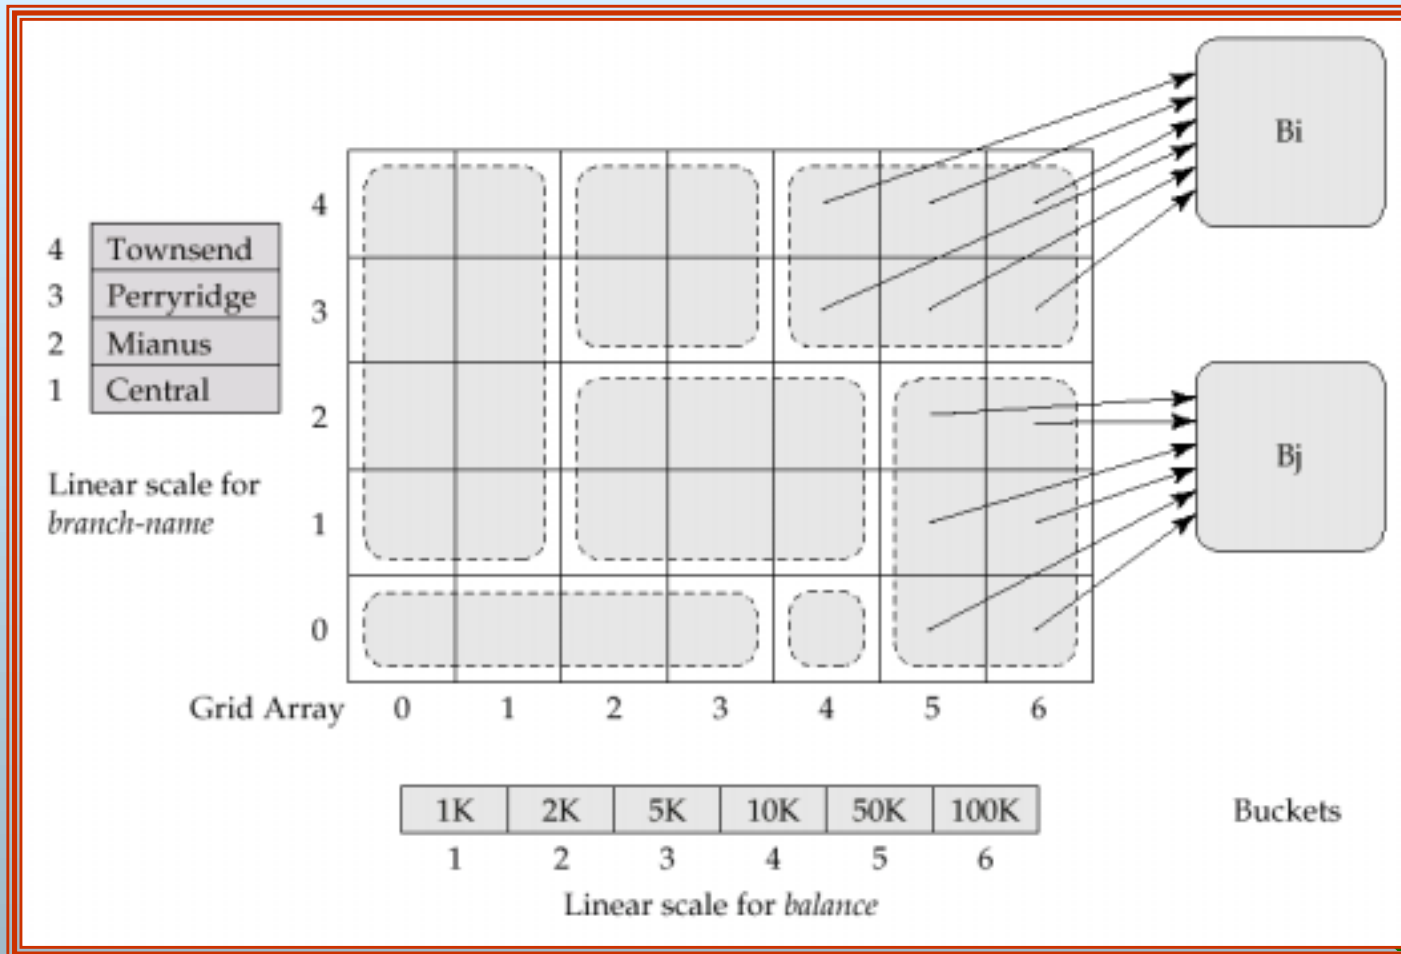 Bi
4
4 Townsend
3 Perryridge
3
2 Mianus
1 Central
2
Bj
Linear scale for
branch-name
1
0
Grid Array 0 1 2 3 4 5 6
1K 2K 5K 10K 50K 100K
Buckets
1 2 3 4 5 6
Linear scale for balance